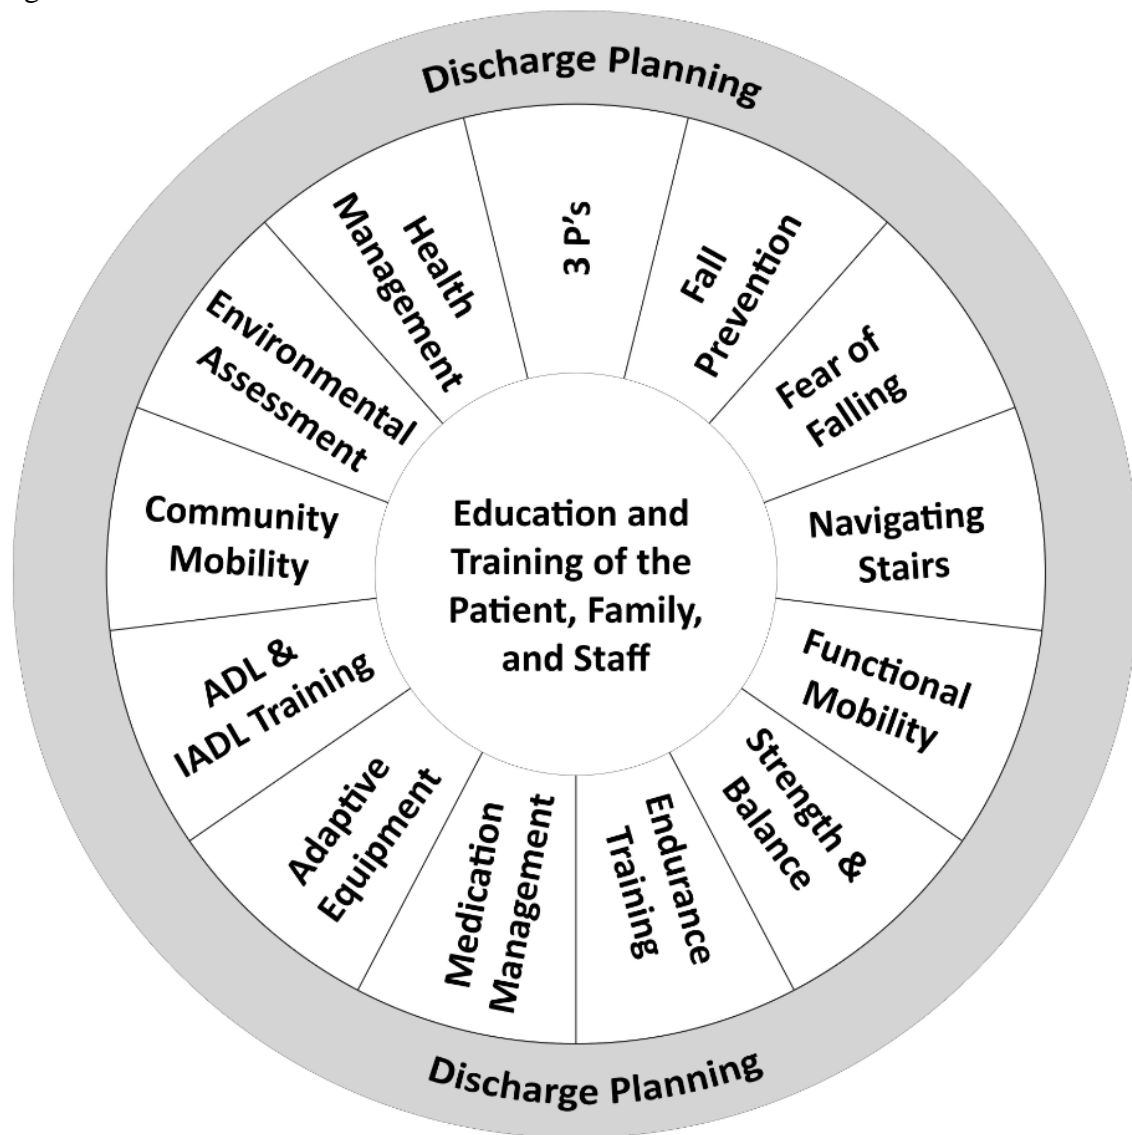 Discharge Planning
3 P's
Fall
Prevention
Fear of
Falling
Navigating
Stairs
Functional
Mobility
Strength &
Balance
Endurance
Training
Medication
Management
Adaptive
Equipment
ADL &
IADL Training
Community
Mobility
Environmental
Assessment
Health
Management
Education and
Training of the
Patient, Family,
and Staff
Discharge Planning